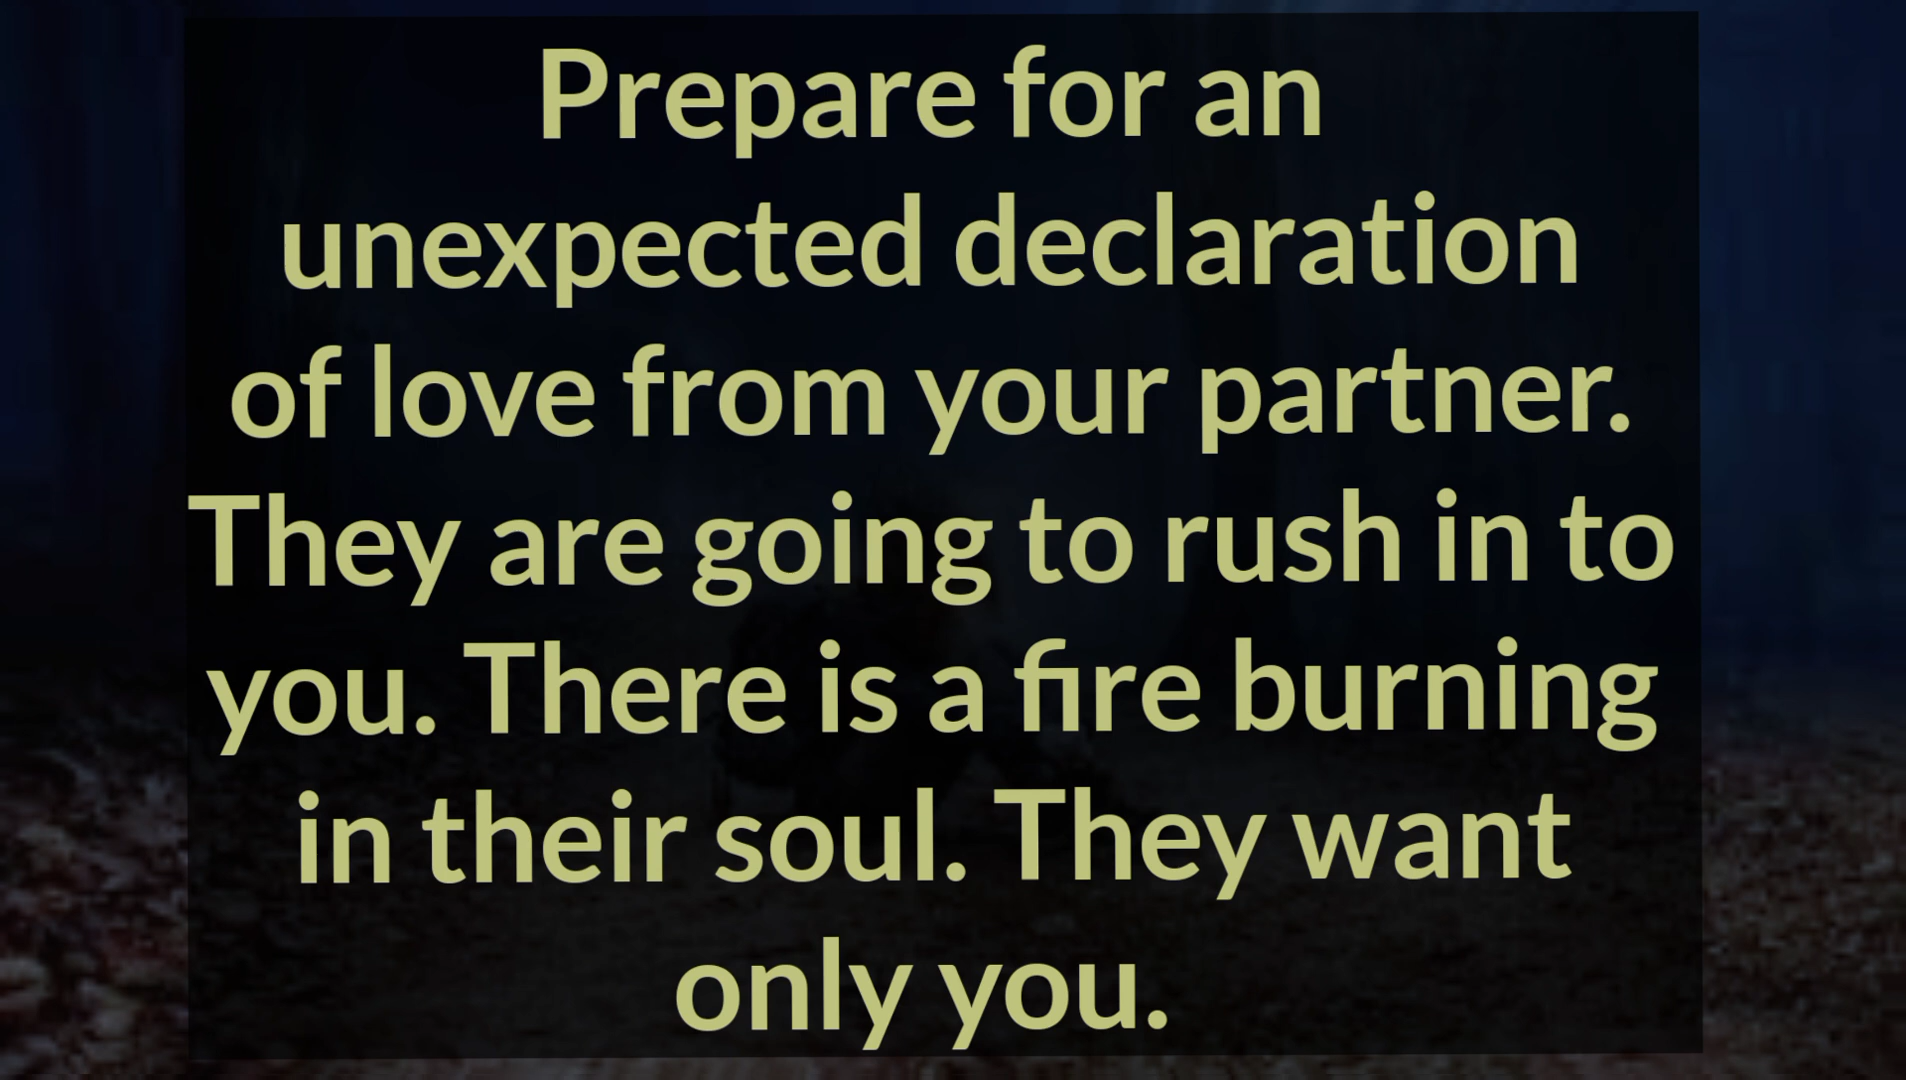 Prepare for an
unexpected declaration
of love from your partner.
They are going to rush in to
you. There is a fire burning
in their soul. They want
only you.